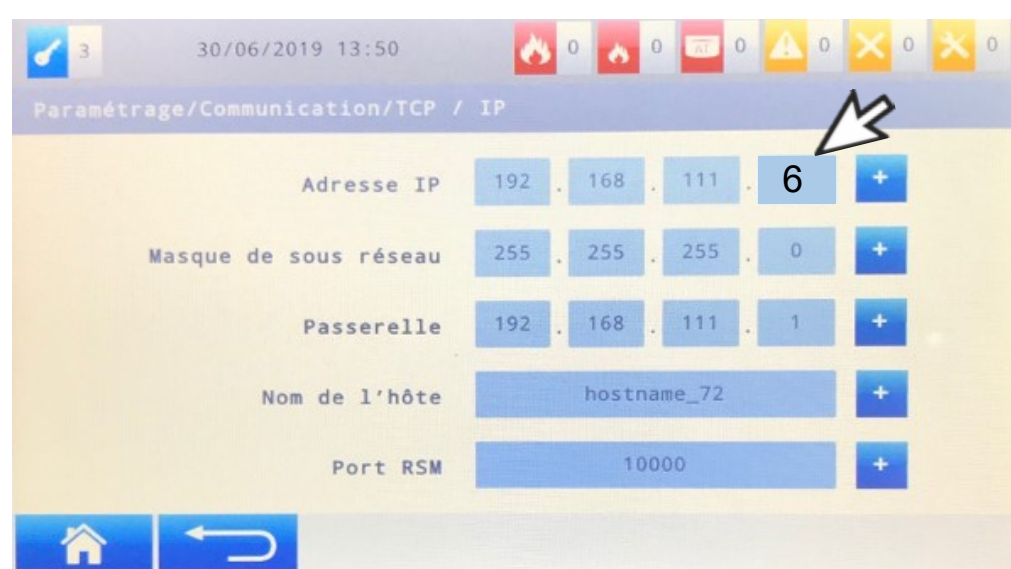 3 30/06/2019 13:50 0 0 AT 0 0 0 0
Paramétrage/Communication/TCP / IP
Adresse IP 192 . 168 . 111 . 6 +
Masque de sous réseau 255 . 255 . 255 . 0 +
Passerelle 192 . 168 . 111 . 1 +
Nom de l'hôte hostname_72 +
Port RSM 10000 +